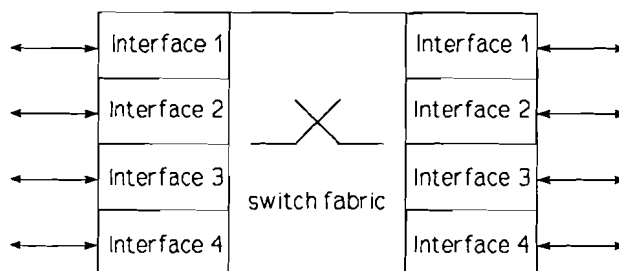 Interface 1
Interface 2
Interface 3
Interface 4
switch fabric
Interface 1
Interface 2
Interface 3
Interface 4